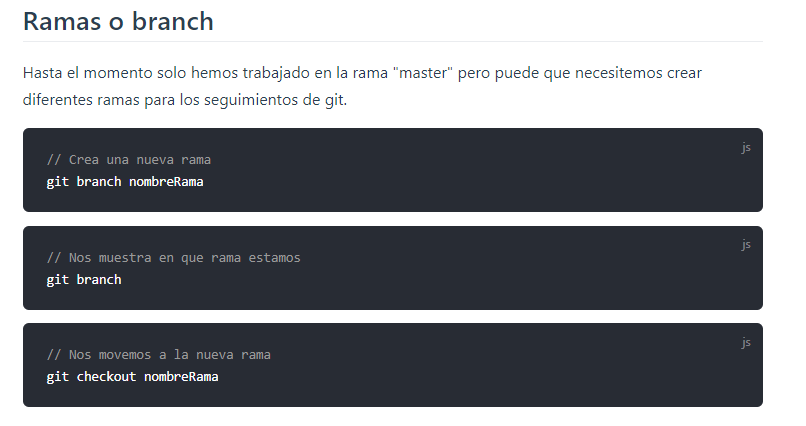 Ramas o branch
Hasta el momento solo hemos trabajado en la rama "master" pero puede que necesitemos crear
diferentes ramas para los seguimientos de git.
js
// Crea una nueva rama
git branch nombreRama
js
// Nos muestra en que rama estamos
git branch
js
// Nos movemos a la nueva rama
git checkout nombreRama